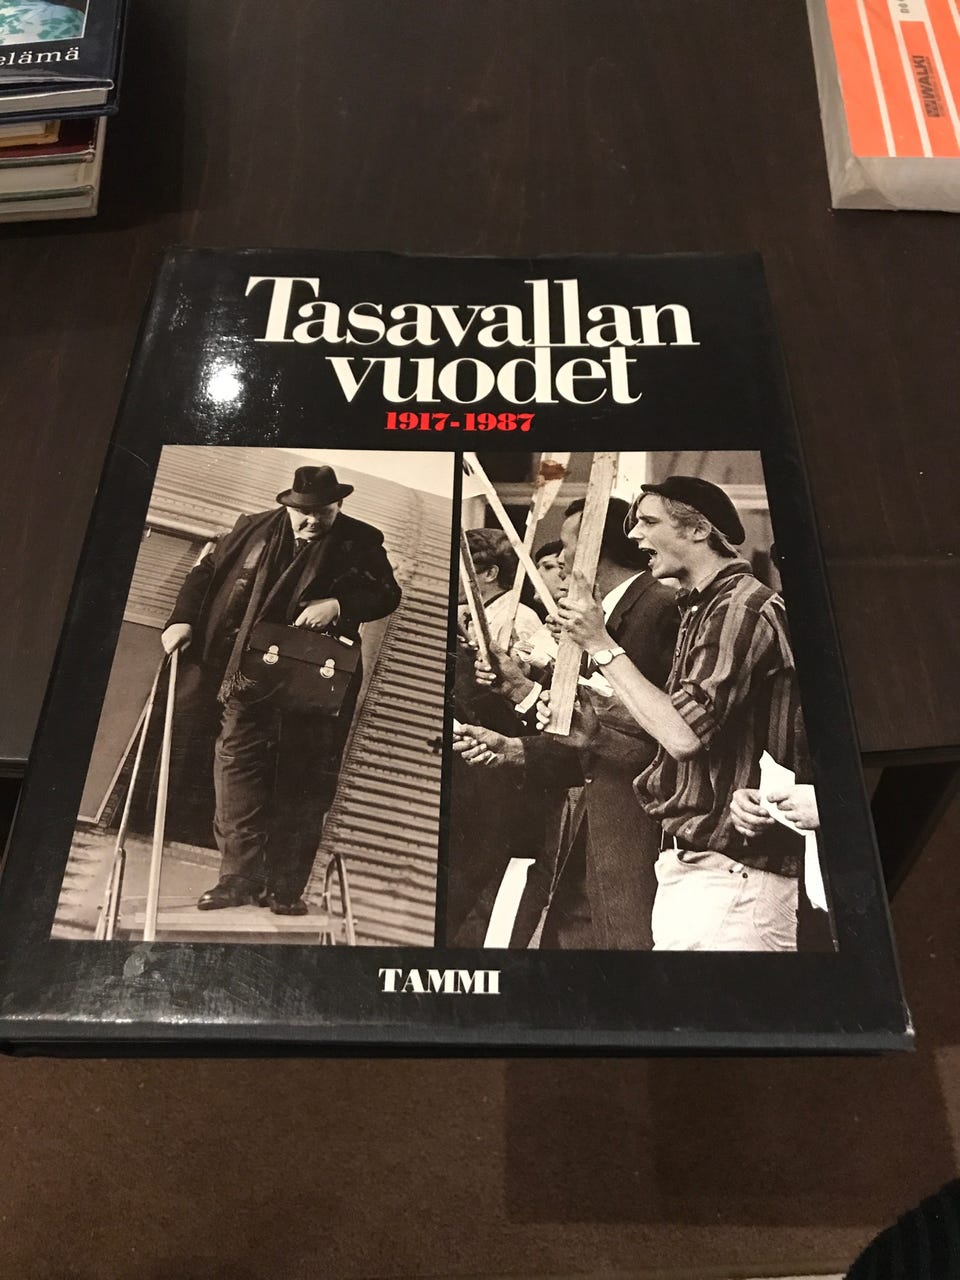 elämä
WALKI
Tasavallan
vuodet
1917-1987
TAMMI